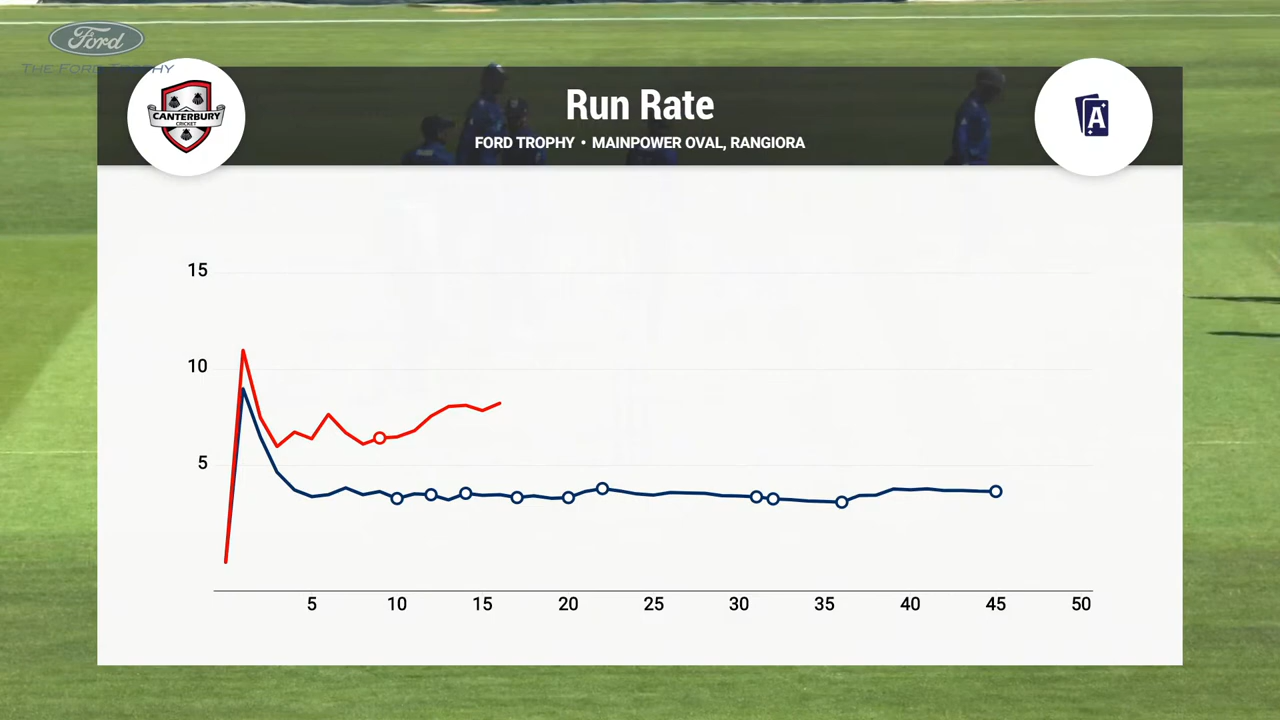 Ford
THE FORD TROPHY
CANTERBURY
CRICKET
A
Run Rate
FORD TROPHY • MAINPOWER OVAL, RANGIORA
15
10
5
5 10 15 20 25 30 35 40 45 50